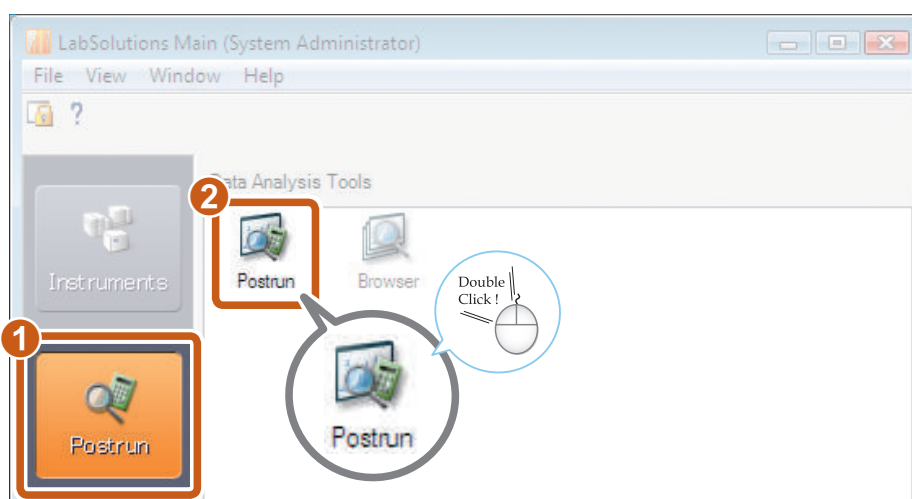 LabSolutions Main (System Administrator)
File View Window Help
?
Data Analysis Tools
2
Instruments
Postrun
Browser
Double
Click !
1
Postrun
Postrun